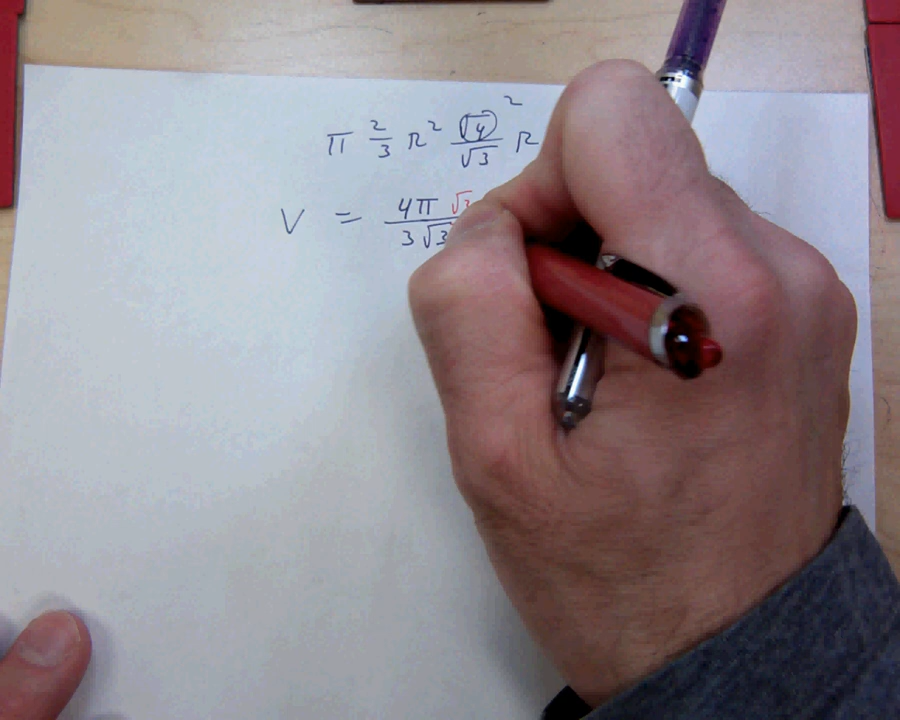 π 2/3 R² (√4)/√3 ² R
V = 4π √3 / 3√3